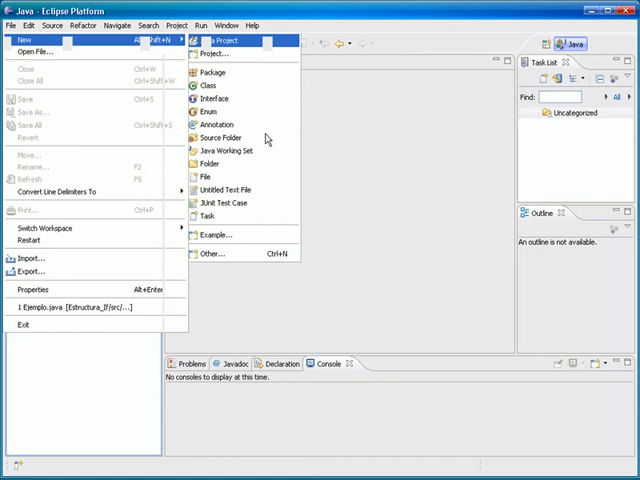 Java - Eclipse Platform
File Edit Source Refactor Navigate Search Project Run Window Help
New
Open File...
Close Ctrl+W
Close All Ctrl+Shift+W
Save Ctrl+S
Save As...
Save All Ctrl+Shift+S
Revert
Move...
Rename... F2
Refresh F5
Convert Line Delimiters To
Print... Ctrl+P
Switch Workspace
Restart
Import...
Export...
Properties Alt+Enter
1 Ejemplo.java [Estructura_If/src/...]
Exit
Project
Project...
Package
Class
Interface
Enum
Annotation
Source Folder
Java Working Set
Folder
File
Untitled Text File
JUnit Test Case
Task
Example...
Other... Ctrl+N
Java
Task List
Find: All
Uncategorized
Outline
An outline is not available.
Problems Javadoc Declaration Console
No consoles to display at this time.